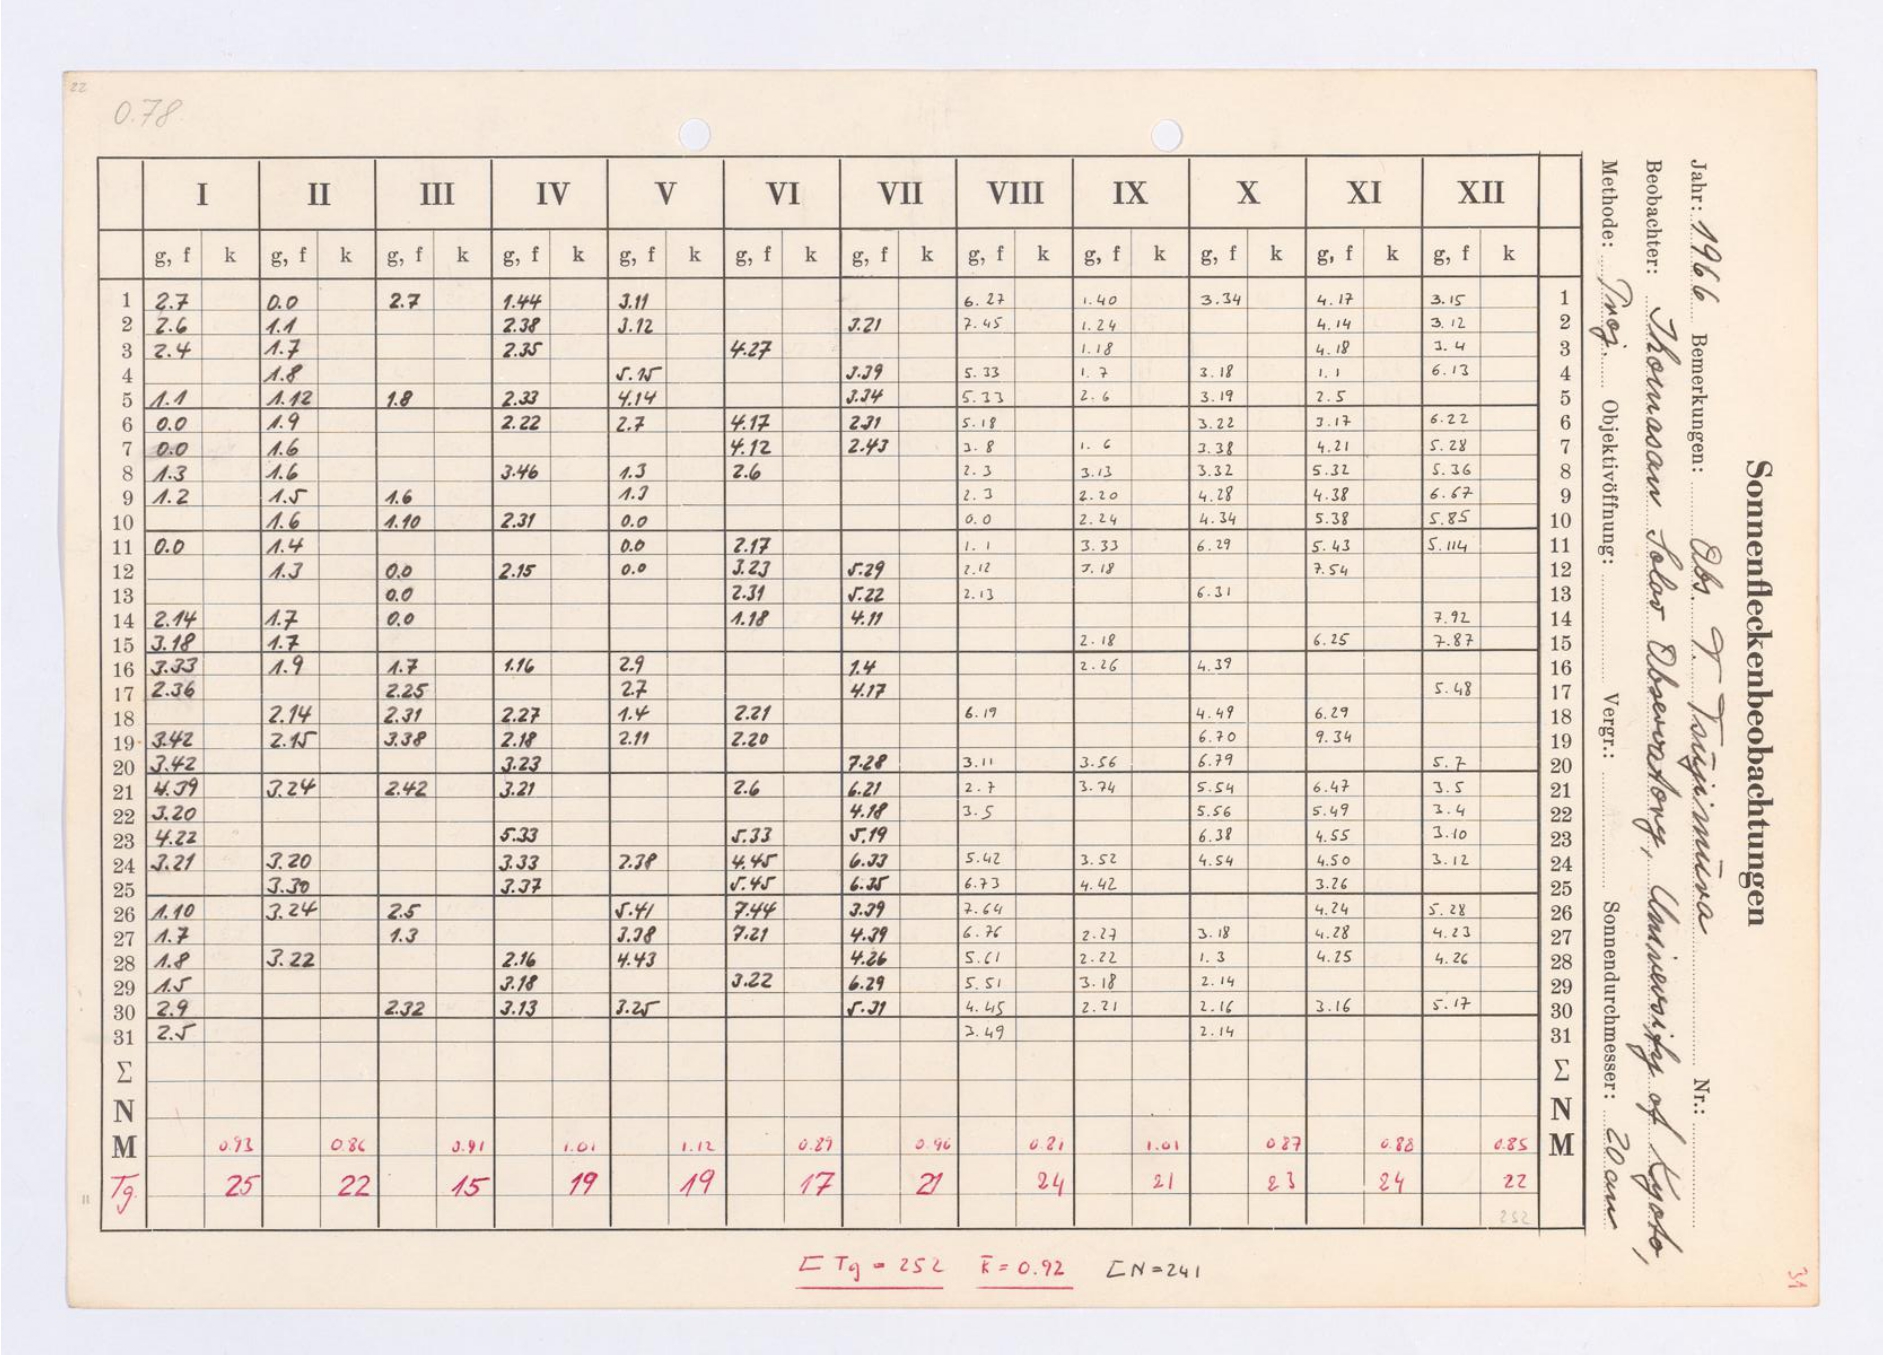 22
0.78
Sonnenfleckenbeobachtungen
Jahr: 1966 Bemerkungen: Obs. T. Tsujimura Nr.:
Beobachter: Thomasan Solar Observatory, University of Kyoto,
Methode: Proj. Objektivöffnung: Vergr.: Sonnendurchmesser: 20 cm
I II III IV V VI VII VIII IX X XI XII
g, f k g, f k g, f k g, f k g, f k g, f k g, f k g, f k g, f k g, f k g, f k g, f k
1 2.7 0.0 2.7 1.44 3.11 6.27 1.40 3.34 4.17 3.15 1
2 2.6 1.1 2.38 3.12 3.21 7.45 1.24 4.14 3.12 2
3 2.4 1.7 2.35 4.27 1.18 4.18 3.4 3
4 1.8 5.15 3.39 5.33 1.7 3.18 1.1 6.13 4
5 1.1 1.12 1.8 2.33 4.14 3.34 5.33 2.6 3.19 2.5 5
6 0.0 1.9 2.22 2.7 4.17 2.31 5.18 3.22 3.17 6.22 6
7 0.0 1.6 4.12 2.43 3.8 1.6 3.38 4.21 5.28 7
8 1.3 1.6 3.46 1.3 2.6 2.3 3.13 3.32 5.32 5.36 8
9 1.2 1.5 1.6 1.3 2.3 2.20 4.28 4.38 6.67 9
10 1.6 1.10 2.31 0.0 0.0 2.24 4.34 5.38 5.85 10
11 0.0 1.4 0.0 2.17 1.1 3.33 6.29 5.43 5.114 11
12 1.3 0.0 2.15 0.0 3.23 5.29 2.12 3.18 7.54 12
13 0.0 2.31 5.22 2.13 6.31 13
14 2.14 1.7 0.0 1.18 4.11 7.92 14
15 3.18 1.7 2.18 6.25 7.87 15
16 3.33 1.9 1.7 1.16 2.9 1.4 2.26 4.39 16
17 2.36 2.25 2.7 4.17 5.48 17
18 2.14 2.31 2.27 1.4 2.21 6.19 4.49 6.29 18
19 3.42 2.15 3.38 2.18 2.11 2.20 6.70 9.34 19
20 3.42 3.23 7.28 3.11 3.56 6.79 5.7 20
21 4.39 3.24 2.42 3.21 2.6 6.21 2.7 3.74 5.54 6.47 3.5 21
22 3.20 4.18 3.5 5.56 5.49 3.4 22
23 4.22 5.33 5.33 5.19 6.38 4.55 3.10 23
24 3.21 3.20 3.33 2.38 4.45 6.33 5.42 3.52 4.54 4.50 3.12 24
25 3.30 3.37 5.45 6.35 6.73 4.42 3.26 25
26 1.10 3.24 2.5 5.41 7.44 3.39 7.64 4.24 5.28 26
27 1.7 1.3 3.38 7.21 4.39 6.76 2.27 3.18 4.28 4.23 27
28 1.8 3.22 2.16 4.43 4.26 5.61 2.22 1.3 4.25 4.26 28
29 1.5 3.18 3.22 6.29 5.51 3.18 2.14 29
30 2.9 2.32 3.13 3.25 5.31 4.45 2.21 2.16 3.16 5.17 30
31 2.5 3.49 2.14 31
Σ Σ
N N
M 0.93 0.86 0.91 1.01 1.12 0.89 0.96 0.81 1.01 0.87 0.88 0.85 M
Tg. 25 22 15 19 19 17 21 24 21 23 24 22
252
Σ Tg = 252 k̄ = 0.92 Σ N = 241
31